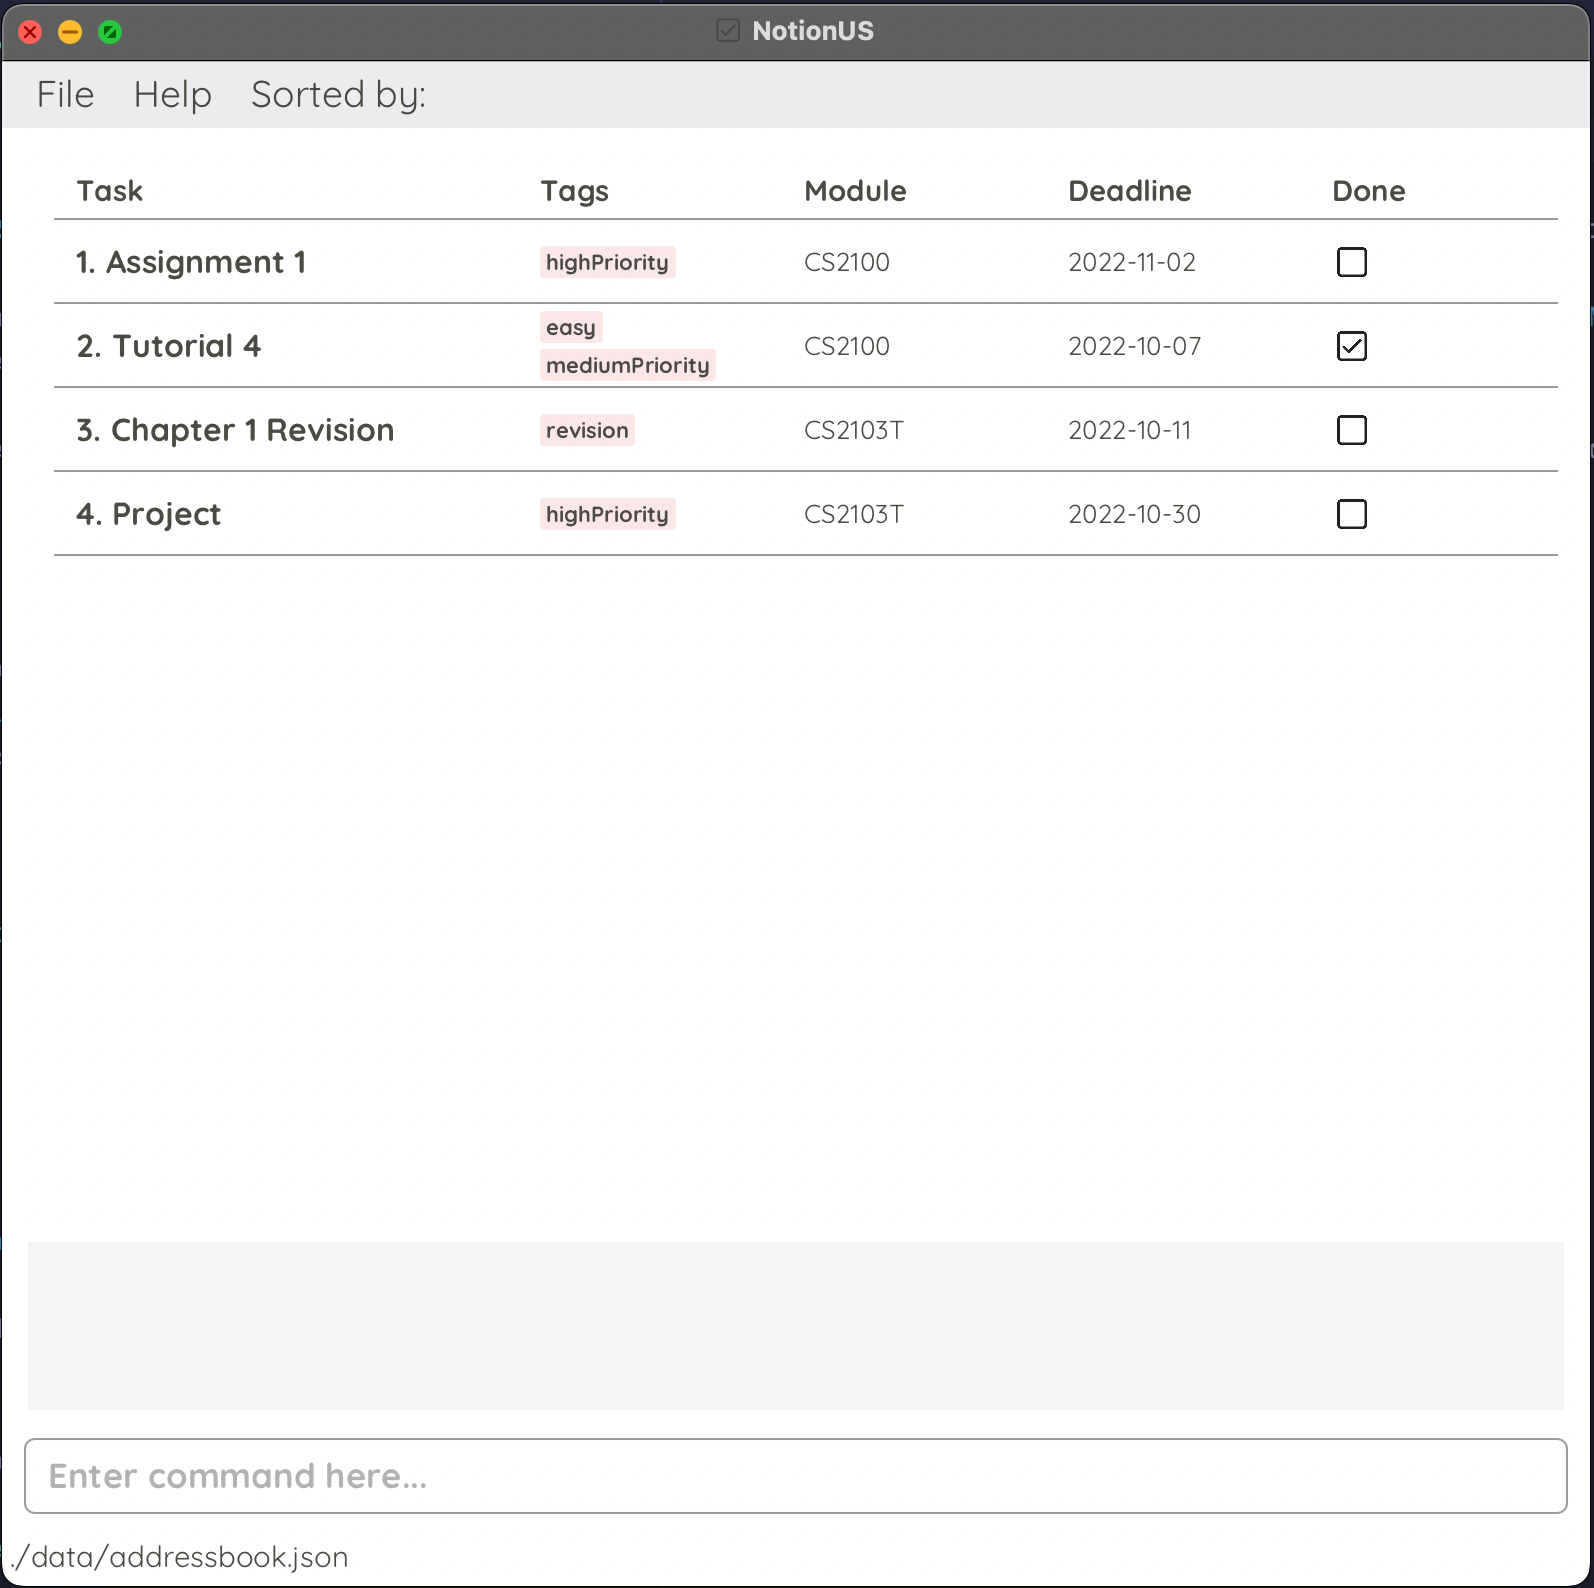 NotionUS
File Help Sorted by:
Task Tags Module Deadline Done
1. Assignment 1 highPriority CS2100 2022-11-02
2. Tutorial 4 easy mediumPriority CS2100 2022-10-07
3. Chapter 1 Revision revision CS2103T 2022-10-11
4. Project highPriority CS2103T 2022-10-30
Enter command here...
./data/addressbook.json